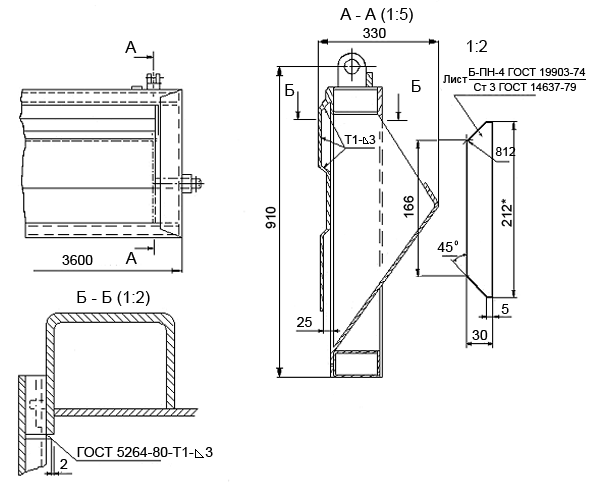 А - А (1:5)
330
1:2
А
Лист Б-ПН-4 ГОСТ 19903-74
Ст 3 ГОСТ 14637-79
Б
Б
Т1-⊿3
812
910
166
212*
А
45°
3600
Б - Б (1:2)
25
5
30
ГОСТ 5264-80-Т1-⊿3
2